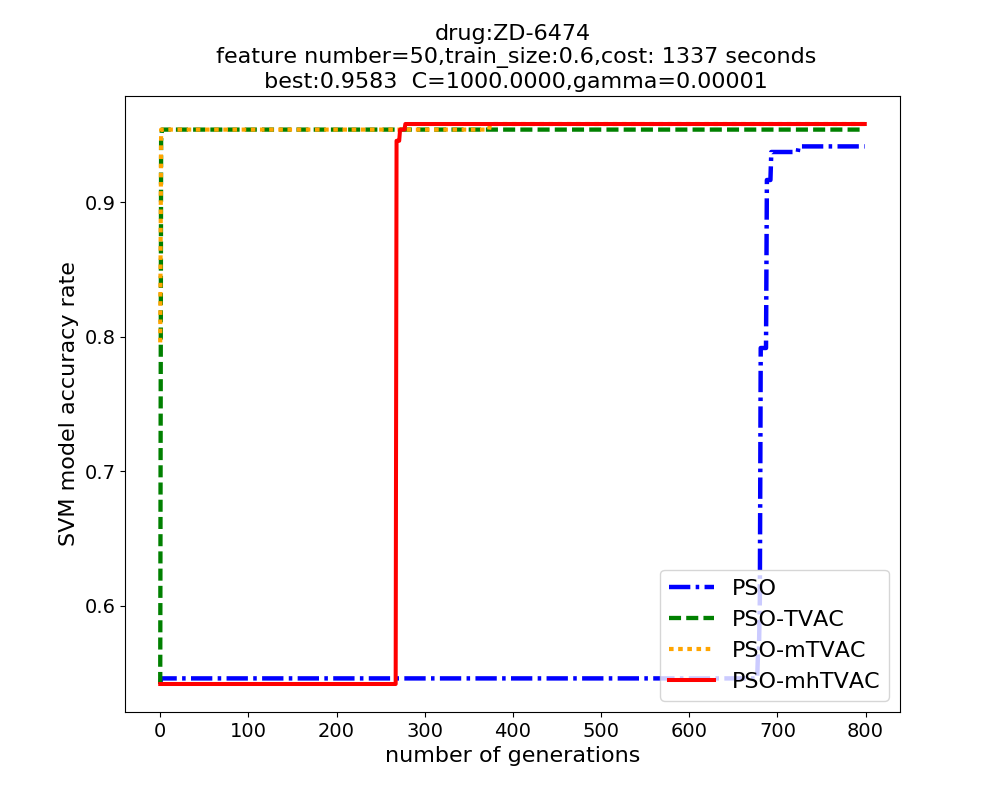 drug:ZD-6474
feature number=50,train_size:0.6,cost: 1337 seconds
best:0.9583  C=1000.0000,gamma=0.00001
SVM model accuracy rate
0.9
0.8
0.7
0.6
PSO
PSO-TVAC
PSO-mTVAC
PSO-mhTVAC
0 100 200 300 400 500 600 700 800
number of generations